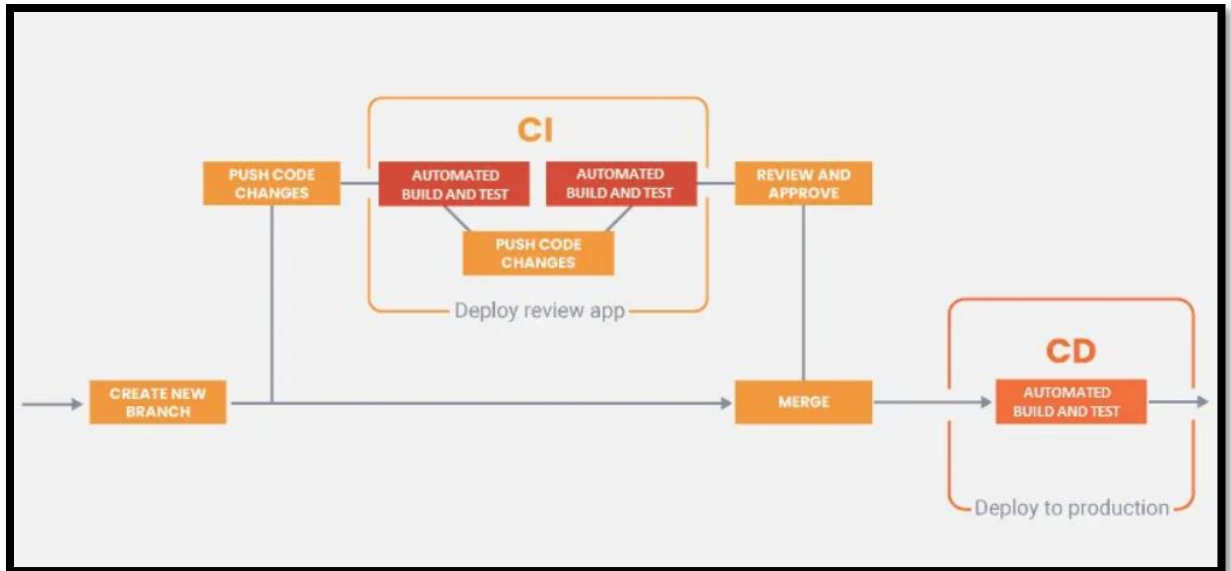 CI
PUSH CODE
CHANGES
AUTOMATED
BUILD AND TEST
AUTOMATED
BUILD AND TEST
REVIEW AND
APPROVE
PUSH CODE
CHANGES
Deploy review app
CREATE NEW
BRANCH
MERGE
CD
AUTOMATED
BUILD AND TEST
Deploy to production